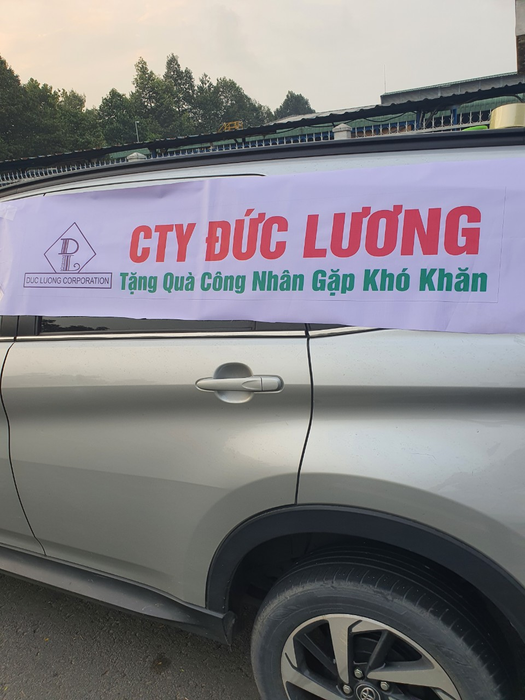 CTY ĐỨC LƯƠNG
Tặng Quà Công Nhân Gặp Khó Khăn
DUC LUONG CORPORATION